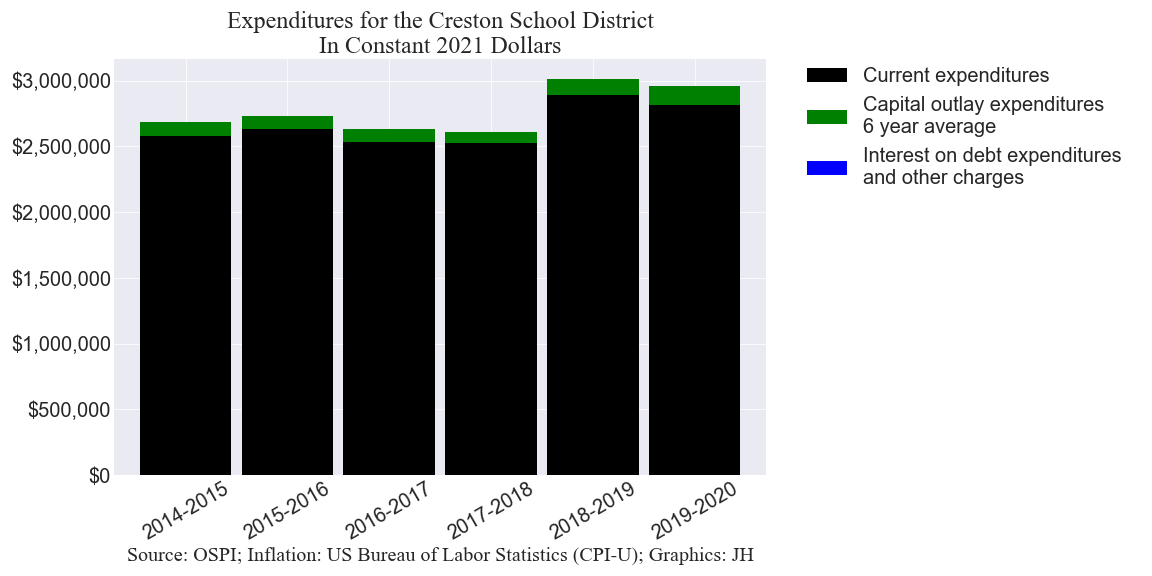 Expenditures for the Creston School District
In Constant 2021 Dollars
$3,000,000
$2,500,000
$2,000,000
$1,500,000
$1,000,000
$500,000
$0
2014-2015
2015-2016
2016-2017
2017-2018
2018-2019
2019-2020
Current expenditures
Capital outlay expenditures
6 year average
Interest on debt expenditures
and other charges
Source: OSPI; Inflation: US Bureau of Labor Statistics (CPI-U); Graphics: JH